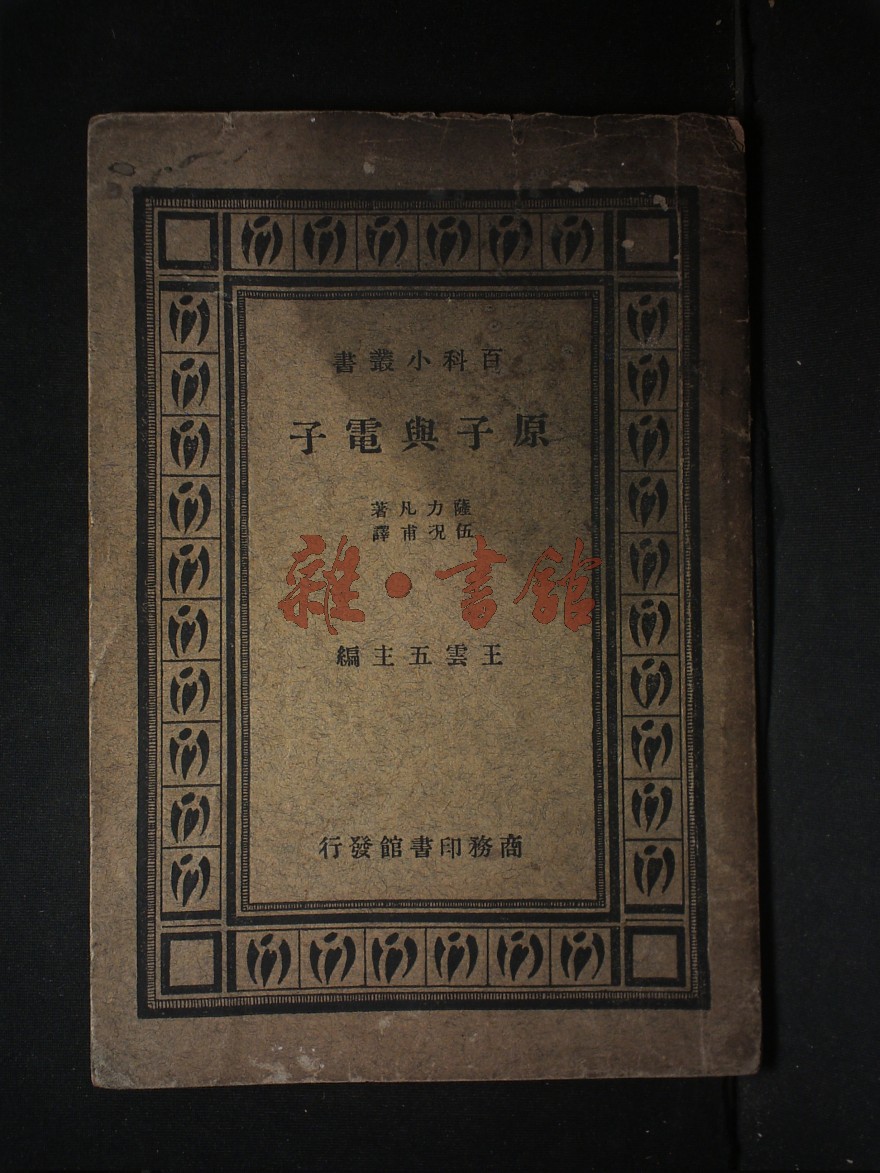 百科小叢書
原子與電子
薩力凡著
伍況甫譯
雜·書館
王雲五主編
商務印書館發行